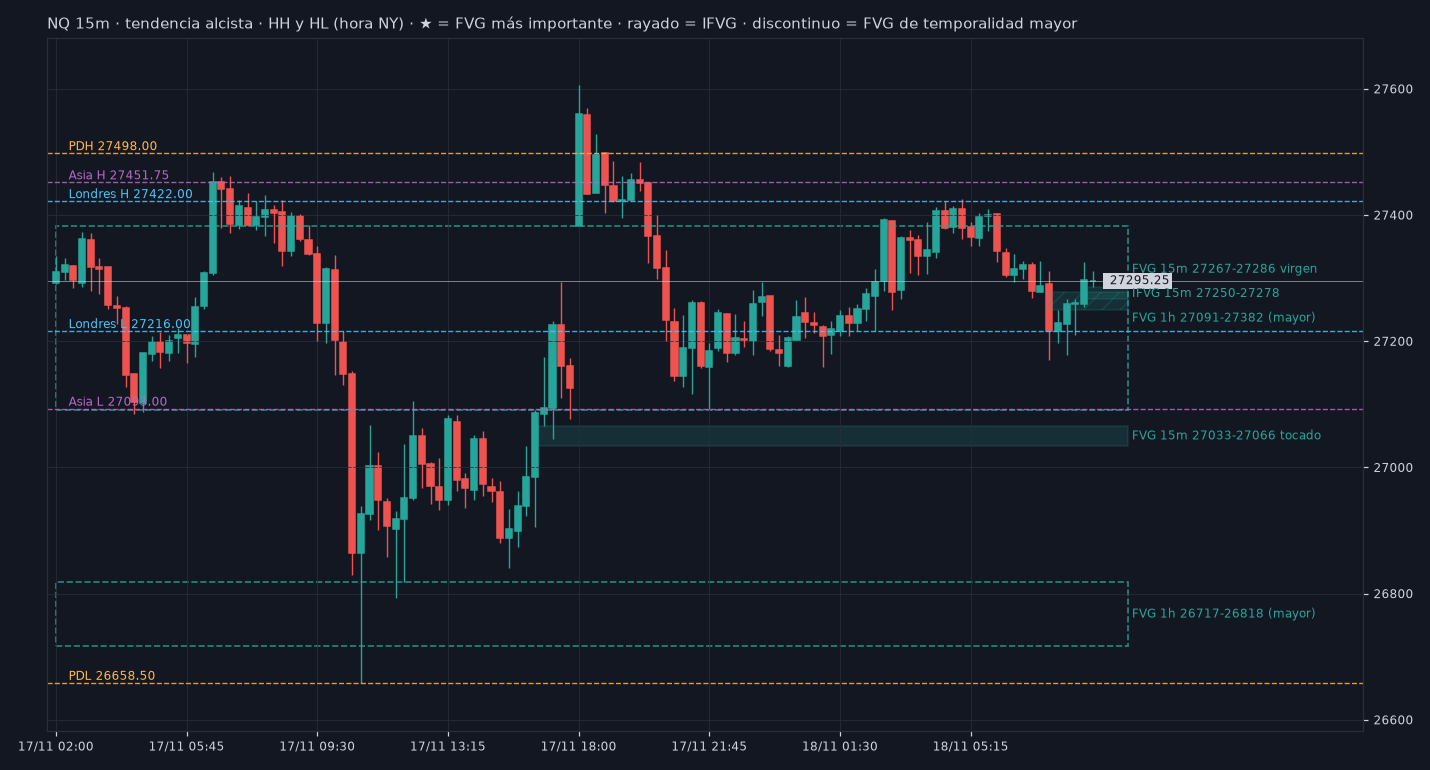 NQ 15m · tendencia alcista · HH y HL (hora NY) · ★ = FVG más importante · rayado = IFVG · discontinuo = FVG de temporalidad mayor
27600
PDH 27498.00
Asia H 27451.75
Londres H 27422.00
27400
FVG 15m 27267-27286 virgen
27295.25
IFVG 15m 27250-27278
FVG 1h 27091-27382 (mayor)
Londres L 27216.00
27200
Asia L 27093.00
FVG 15m 27033-27066 tocado
27000
26800
FVG 1h 26717-26818 (mayor)
PDL 26658.50
26600
17/11 02:00
17/11 05:45
17/11 09:30
17/11 13:15
17/11 18:00
17/11 21:45
18/11 01:30
18/11 05:15